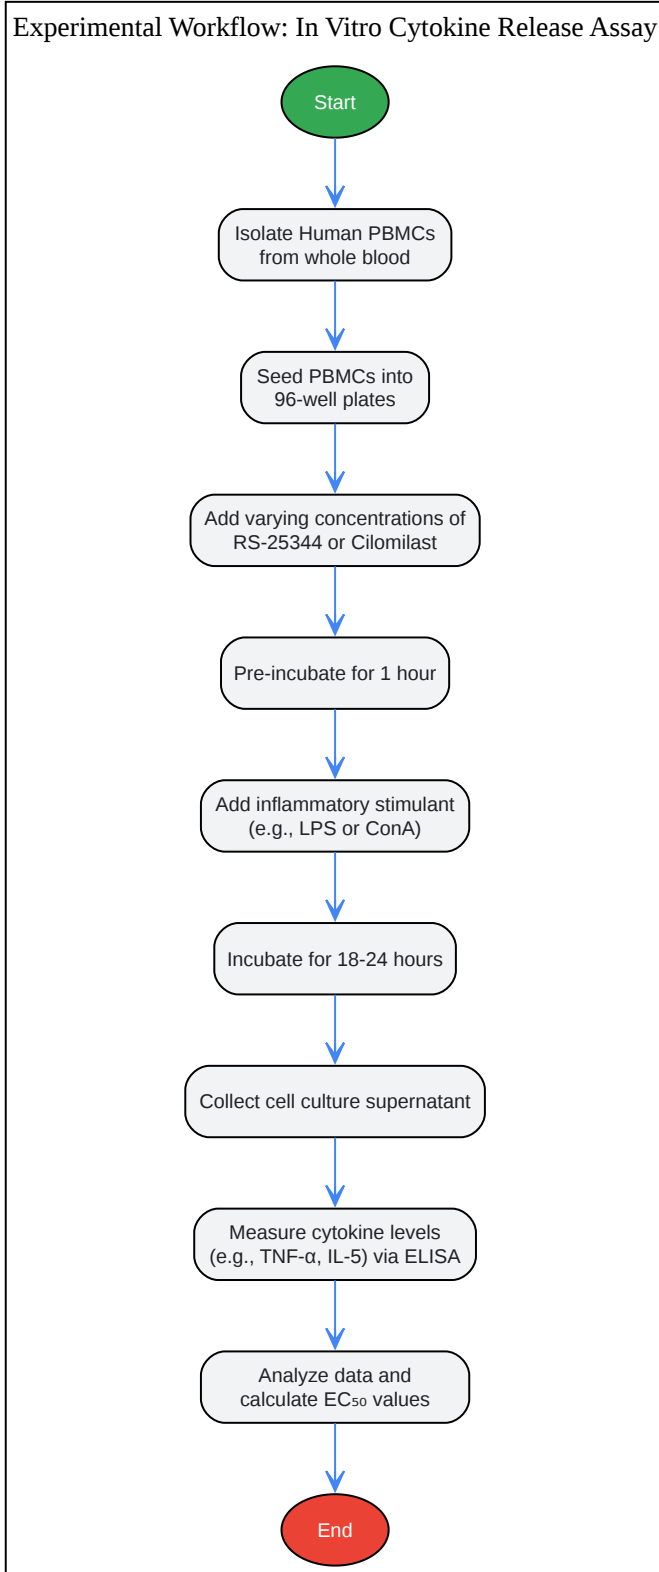 Experimental Workflow: In Vitro Cytokine Release Assay
Start
Isolate Human PBMCs
from whole blood
Seed PBMCs into
96-well plates
Add varying concentrations of
RS-25344 or Cilomilast
Pre-incubate for 1 hour
Add inflammatory stimulant
(e.g., LPS or ConA)
Incubate for 18-24 hours
Collect cell culture supernatant
Measure cytokine levels
(e.g., TNF-α, IL-5) via ELISA
Analyze data and
calculate EC₅₀ values
End